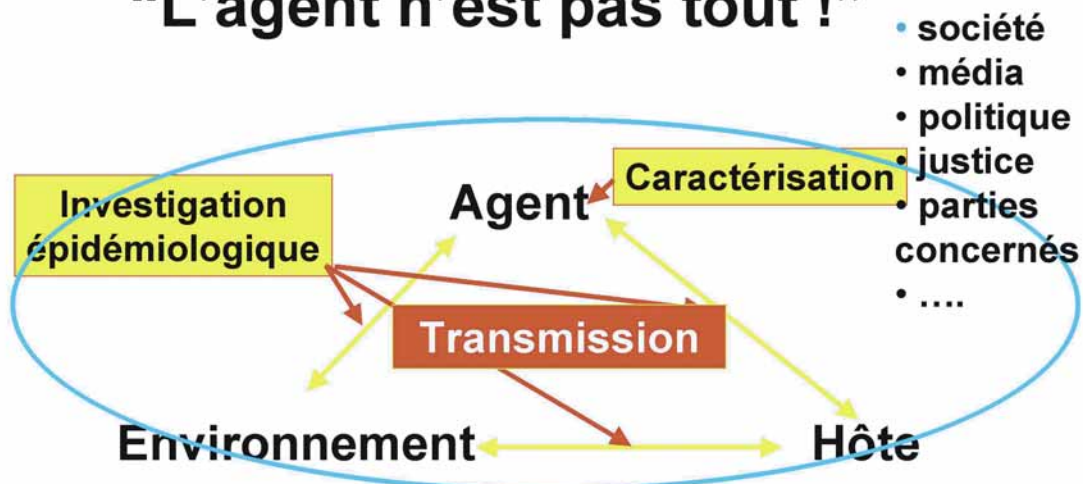 "L'agent n'est pas tout !"
• société
• média
• politique
• justice
• parties
concernés
• ....
Investigation
épidémiologique
Agent
Caractérisation
Transmission
Environnement
Hôte